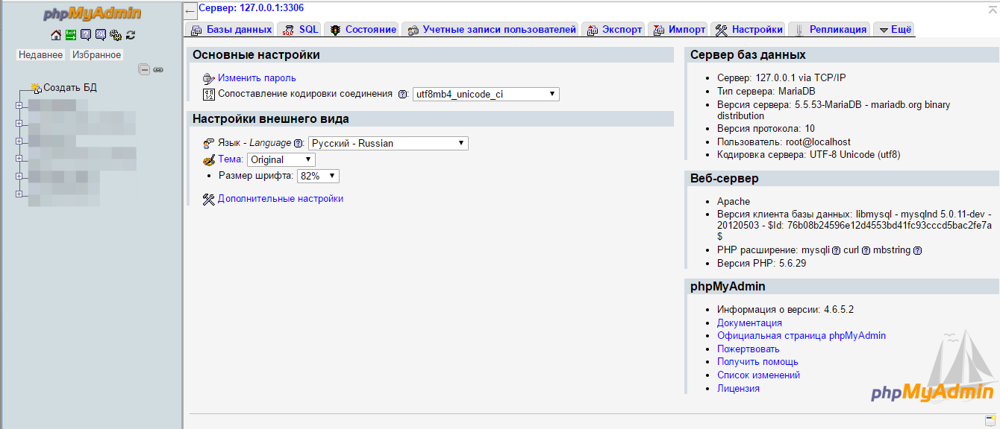 phpMyAdmin
Недавнее Избранное
Создать БД
Сервер: 127.0.0.1:3306
Базы данных SQL Состояние Учетные записи пользователей Экспорт Импорт Настройки Репликация Ещё
Основные настройки
Изменить пароль
Сопоставление кодировки соединения utf8mb4_unicode_ci
Настройки внешнего вида
Язык - Language : Русский - Russian
Тема: Original
Размер шрифта: 82%
Дополнительные настройки
Сервер баз данных
Сервер: 127.0.0.1 via TCP/IP
Тип сервера: MariaDB
Версия сервера: 5.5.53-MariaDB - mariadb.org binary
distribution
Версия протокола: 10
Пользователь: root@localhost
Кодировка сервера: UTF-8 Unicode (utf8)
Веб-сервер
Apache
Версия клиента базы данных: libmysql - mysqlnd 5.0.11-dev -
20120503 - $Id: 76b08b24596e12d4553bd41fc93cccd5bac2fe7a
$
PHP расширение: mysqli curl mbstring
Версия PHP: 5.6.29
phpMyAdmin
Информация о версии: 4.6.5.2
Документация
Официальная страница phpMyAdmin
Пожертвовать
Получить помощь
Список изменений
Лицензия
phpMyAdmin